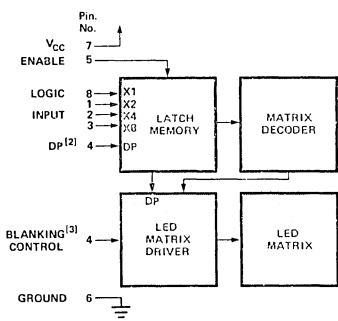 Pin.
No.
VCC 7
ENABLE 5
LOGIC 8 X1
1 X2
INPUT 2 X4
3 X8
DP[2] 4 DP
LATCH
MEMORY
MATRIX
DECODER
DP
BLANKING[3]
CONTROL 4
LED
MATRIX
DRIVER
LED
MATRIX
GROUND 6